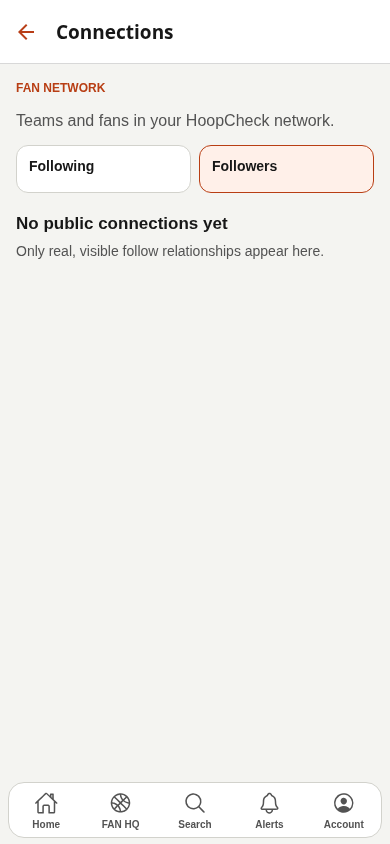 Connections
FAN NETWORK
Teams and fans in your HoopCheck network.
Following
Followers
No public connections yet
Only real, visible follow relationships appear here.
Home
FAN HQ
Search
Alerts
Account